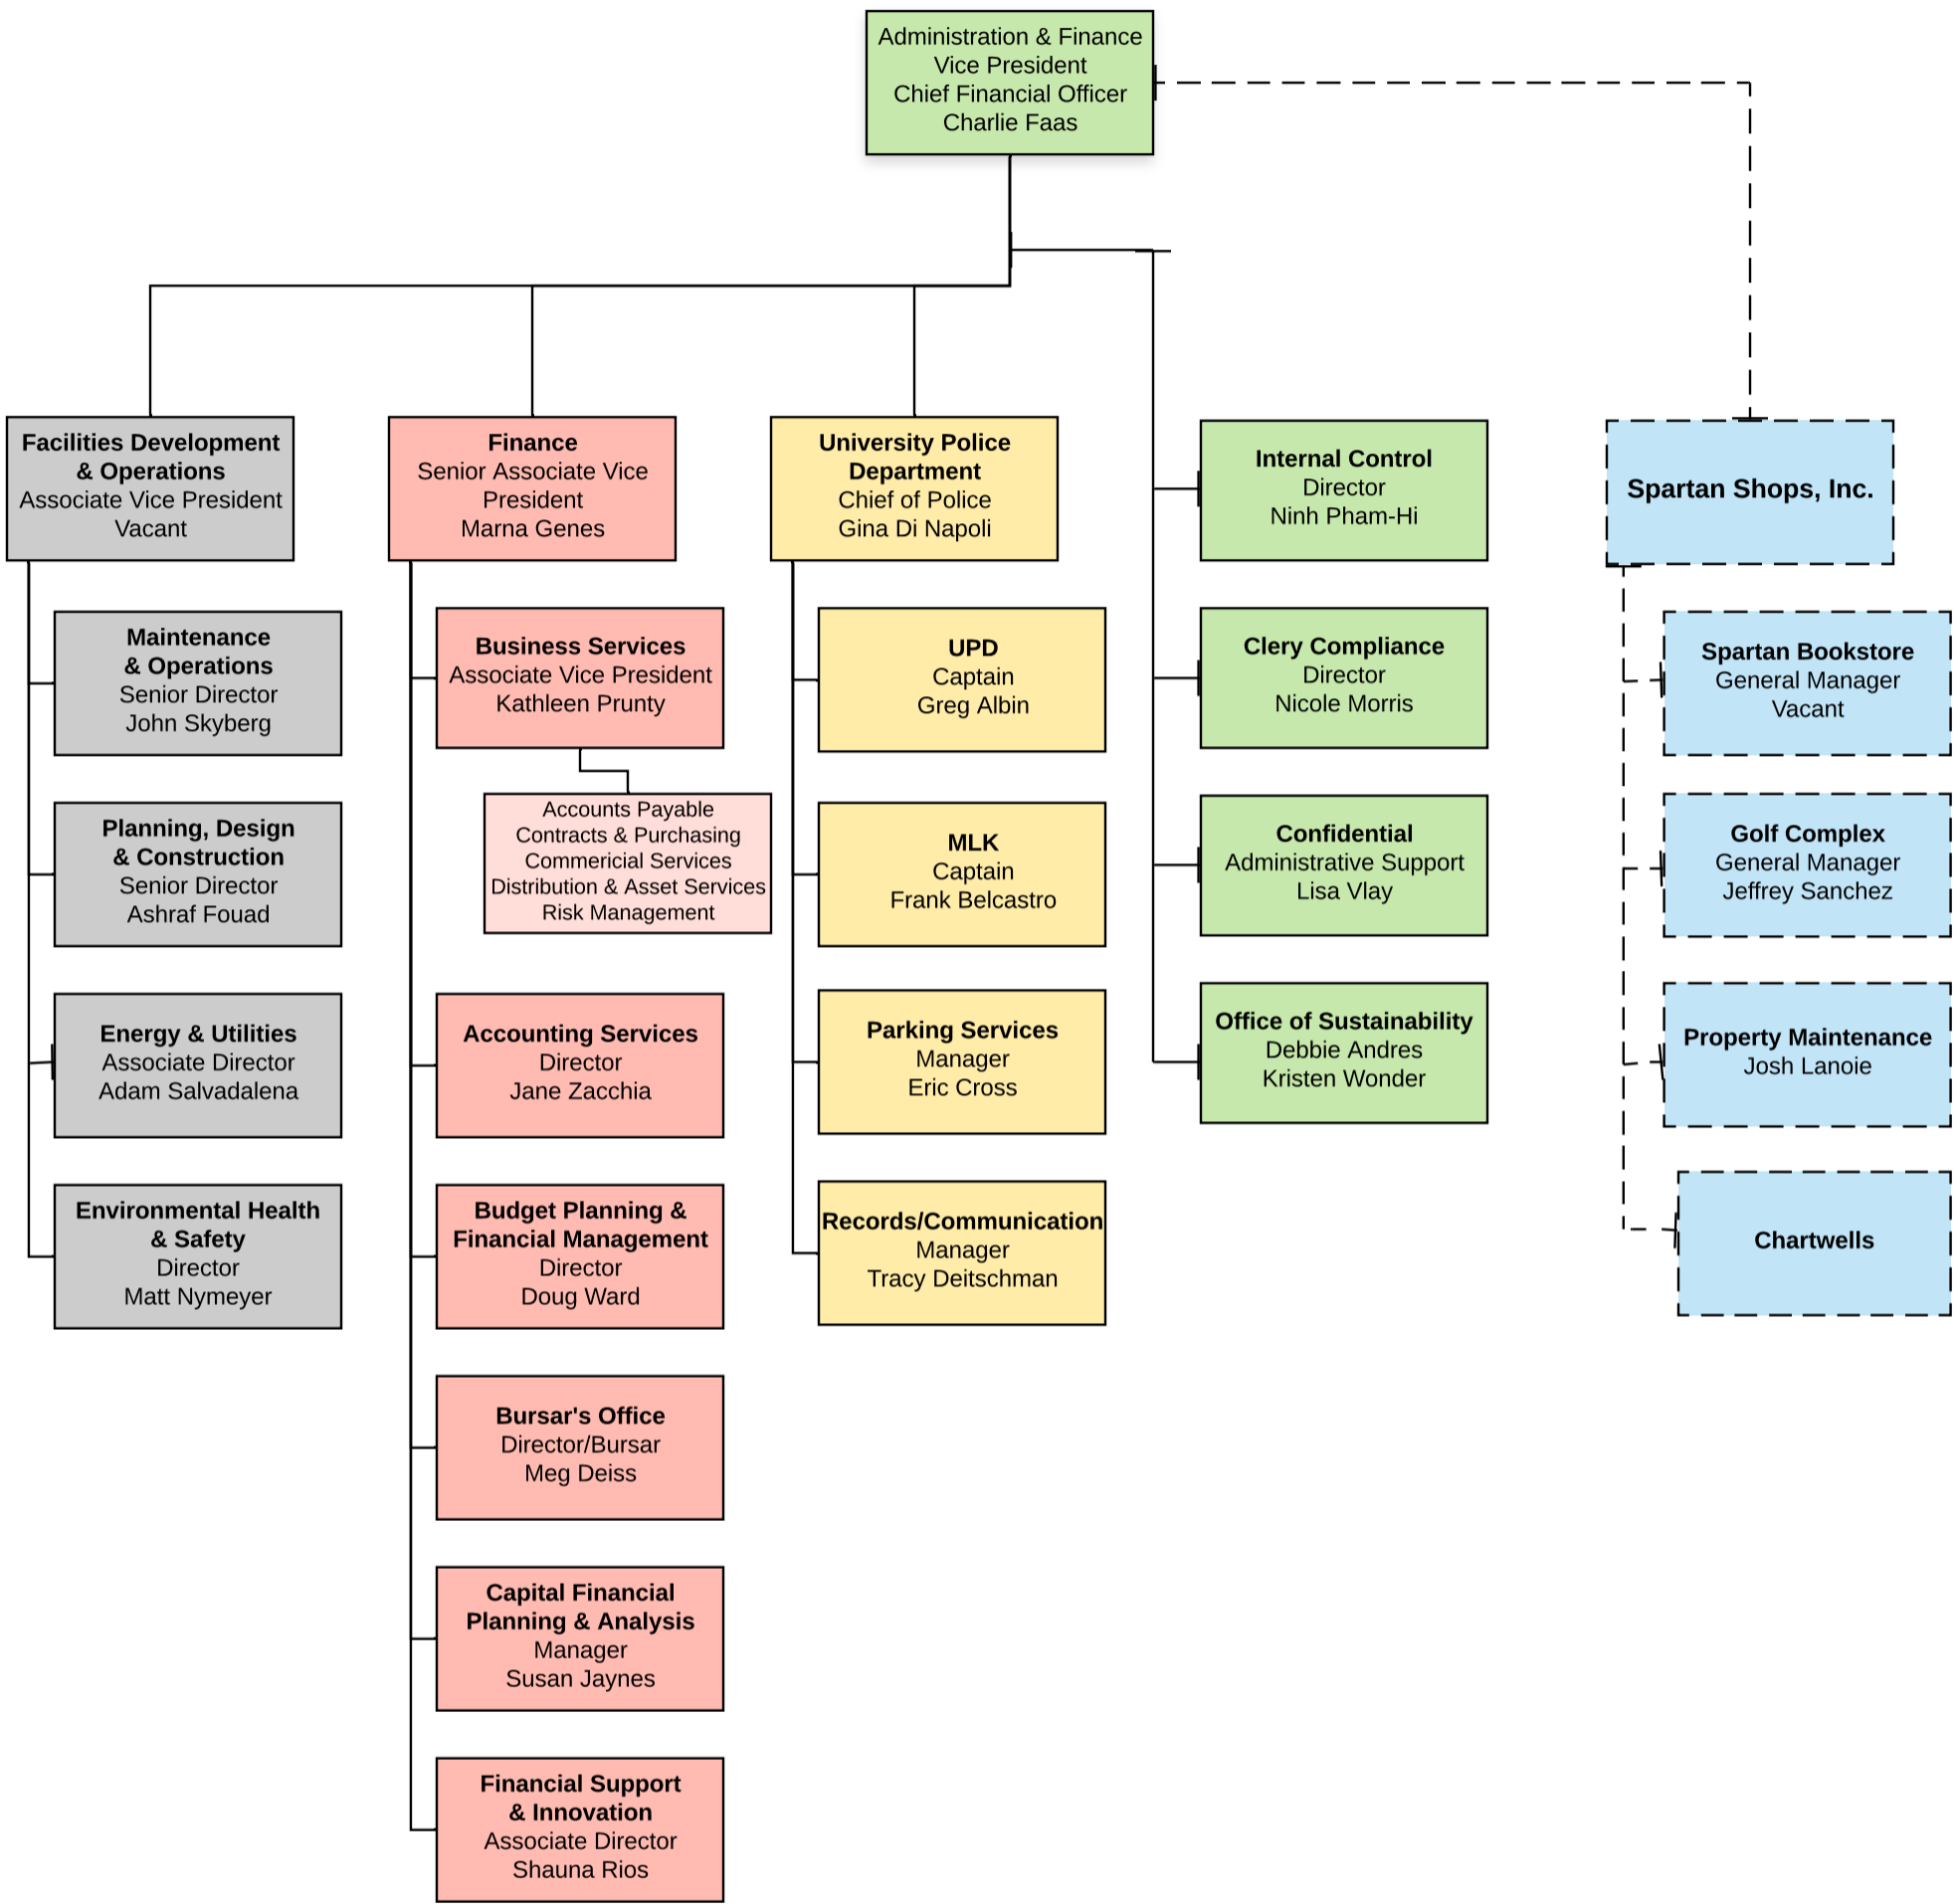 Administration & Finance
Vice President
Chief Financial Officer
Charlie Faas
Facilities Development
& Operations
Associate Vice President
Vacant
Maintenance
& Operations
Senior Director
John Skyberg
Planning, Design
& Construction
Senior Director
Ashraf Fouad
Energy & Utilities
Associate Director
Adam Salvadalena
Environmental Health
& Safety
Director
Matt Nymeyer
Finance
Senior Associate Vice
President
Marna Genes
Business Services
Associate Vice President
Kathleen Prunty
Accounts Payable
Contracts & Purchasing
Commericial Services
Distribution & Asset Services
Risk Management
Accounting Services
Director
Jane Zacchia
Budget Planning &
Financial Management
Director
Doug Ward
Bursar's Office
Director/Bursar
Meg Deiss
Capital Financial
Planning & Analysis
Manager
Susan Jaynes
Financial Support
& Innovation
Associate Director
Shauna Rios
University Police
Department
Chief of Police
Gina Di Napoli
UPD
Captain
Greg Albin
MLK
Captain
Frank Belcastro
Parking Services
Manager
Eric Cross
Records/Communication
Manager
Tracy Deitschman
Internal Control
Director
Ninh Pham-Hi
Clery Compliance
Director
Nicole Morris
Confidential
Administrative Support
Lisa Vlay
Office of Sustainability
Debbie Andres
Kristen Wonder
Spartan Shops, Inc.
Spartan Bookstore
General Manager
Vacant
Golf Complex
General Manager
Jeffrey Sanchez
Property Maintenance
Josh Lanoie
Chartwells